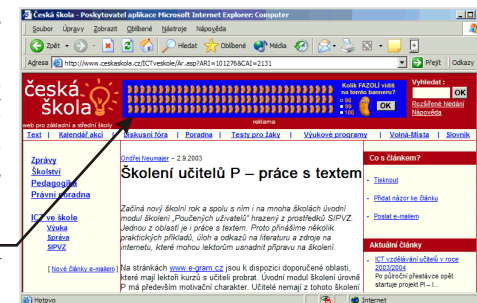 Česká škola - Poskytovatel aplikace Microsoft Internet Explorer: Computer
Soubor Úpravy Zobrazit Oblíbené Nástroje Nápověda
Zpět Hledat Oblíbené Média
Adresa http://www.ceskaskola.cz/ICTveskole/Ar.asp?ARI=101276&CAI=2131 Přejít Odkazy
česká škola
web pro základní a střední školy
Kolik FAZOLÍ vidíš
na tomto banneru?
99
100
OK
reklama
Vyhledat :
OK
Rozšířené hledání
Nápověda
Text | Kalendář akcí | Diskusní fóra | Poradna | Testy pro žáky | Výukové programy | Volná-Místa | Slovník
Zprávy
Školství
Pedagogika
Právní poradna
ICT ve škole
Výuka
Správa
SIPVZ
[ Nové články e-mailem ]
Ondřej Neumajer - 2.9.2003
Školení učitelů P – práce s textem
Začíná nový školní rok a spolu s ním i na mnoha školách úvodní
modul školení „Poučených uživatelů" hrazený z prostředků SIPVZ.
Jednou z oblastí je i práce s textem. Proto přinášíme několik
praktických příkladů, úloh a odkazů na literaturu a zdroje na
internetu, které mohou lektorům usnadnit přípravu na školení.
Na stránkách www.e-gram.cz jsou k dispozici doporučené oblasti,
které mají lektoři kurzů s učiteli probrat. Úvodní modul školení úrovně
P má především motivační charakter. Učitelé nemají z tohoto školení
Co s článkem?
Tisknout
Přidat názor ke článku
Poslat e-mailem
Aktuální články
ICT vzdělávání učitelů v roce
2003/2004
Po půlroční přestávce opět
startuje projekt PI – I...
Hotovo
Internet